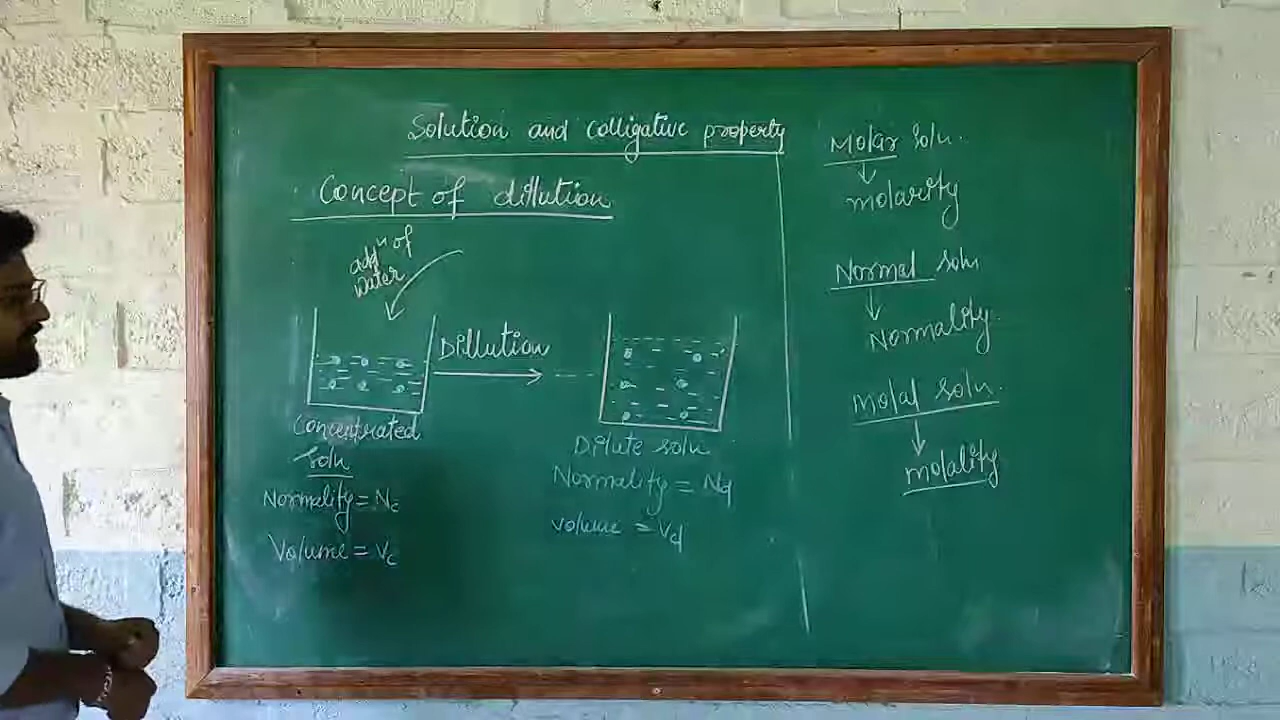 Solution and colligative property
Concept of dillution
addn of
water
Dillution
Concentrated
soln
Normality = Nc
Volume = Vc
Dilute soln
Normality = Nd
volume = Vd
Molar soln.
molarity
Normal soln
Normality.
Molal soln.
molality